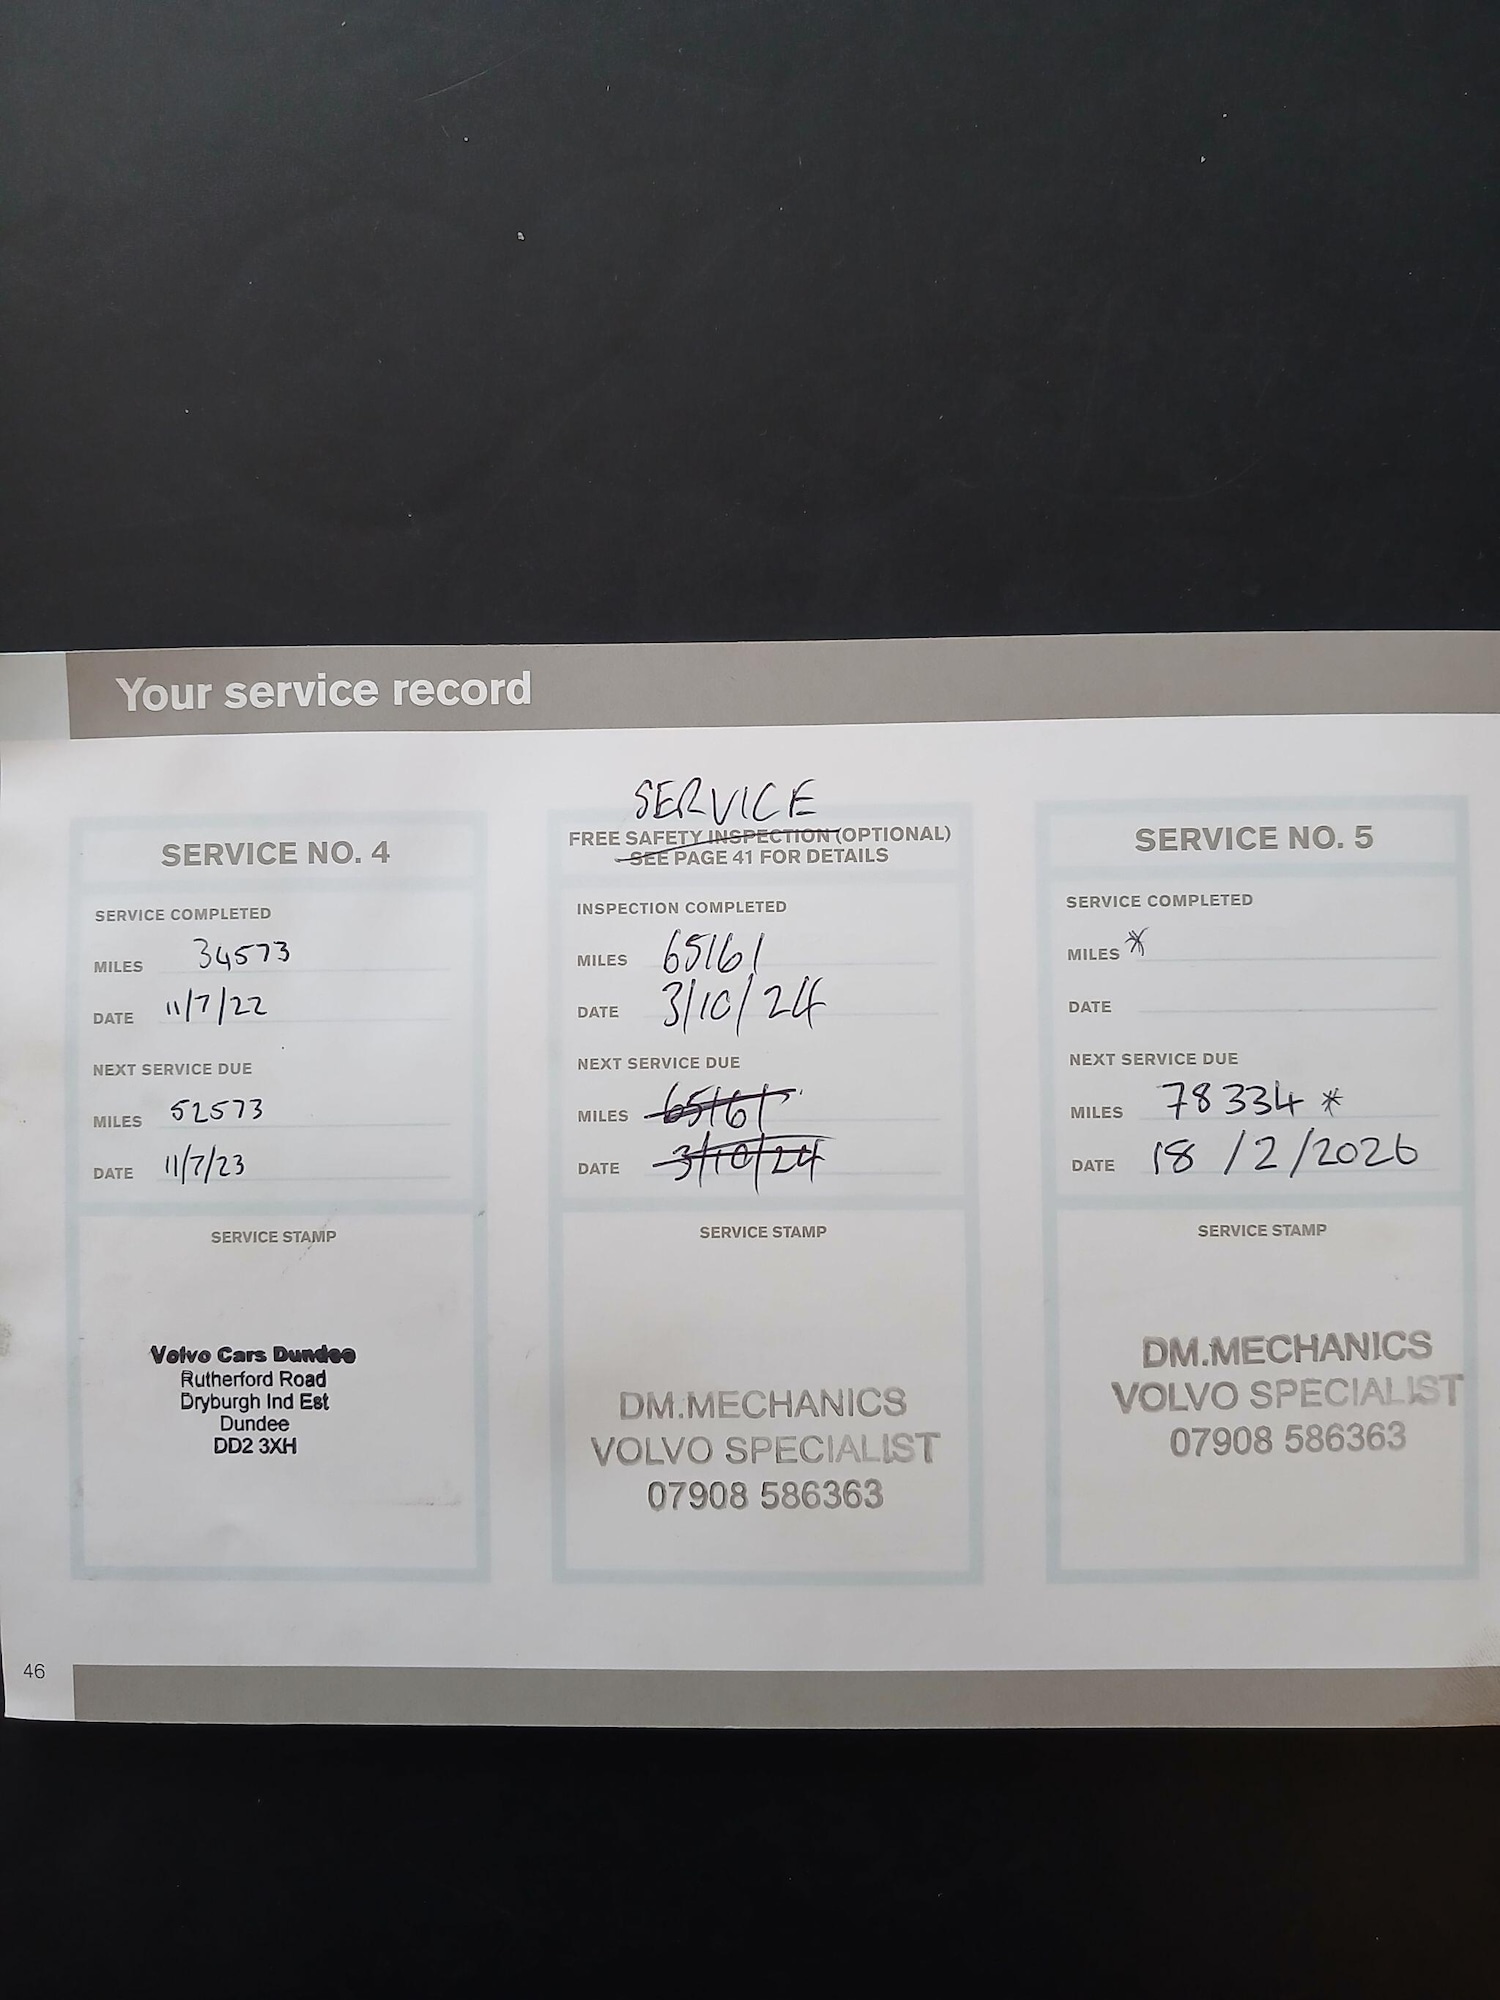 Your service record
SERVICE NO. 4
SERVICE COMPLETED
MILES 34573
DATE 11/7/22
NEXT SERVICE DUE
MILES 52573
DATE 11/7/23
SERVICE STAMP
Volvo Cars Dundee
Rutherford Road
Dryburgh Ind Est
Dundee
DD2 3XH
SERVICE
FREE SAFETY INSPECTION (OPTIONAL)
SEE PAGE 41 FOR DETAILS
INSPECTION COMPLETED
MILES 65161
DATE 3/10/24
NEXT SERVICE DUE
MILES 65161
DATE 3/10/24
SERVICE STAMP
DM.MECHANICS
VOLVO SPECIALIST
07908 586363
SERVICE NO. 5
SERVICE COMPLETED
MILES *
DATE
NEXT SERVICE DUE
MILES 78334 *
DATE 18/2/2026
SERVICE STAMP
DM.MECHANICS
VOLVO SPECIALIST
07908 586363
46